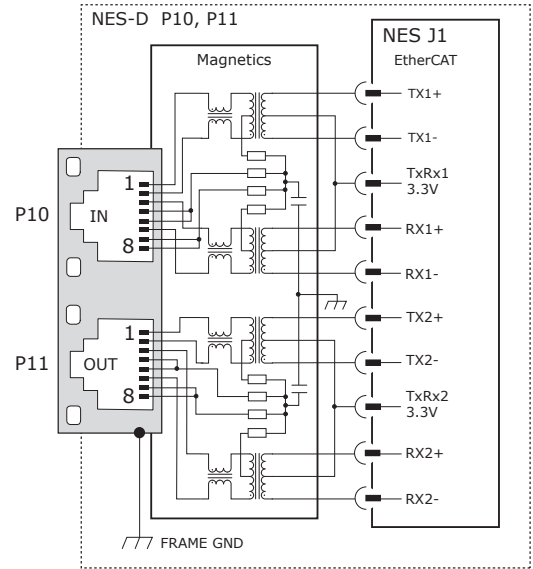 NES-D P10, P11
NES J1
EtherCAT
Magnetics
TX1+
TX1-
TxRx1
3.3V
RX1+
RX1-
P10
1
IN
8
TX2+
TX2-
TxRx2
3.3V
RX2+
RX2-
P11
1
OUT
8
FRAME GND